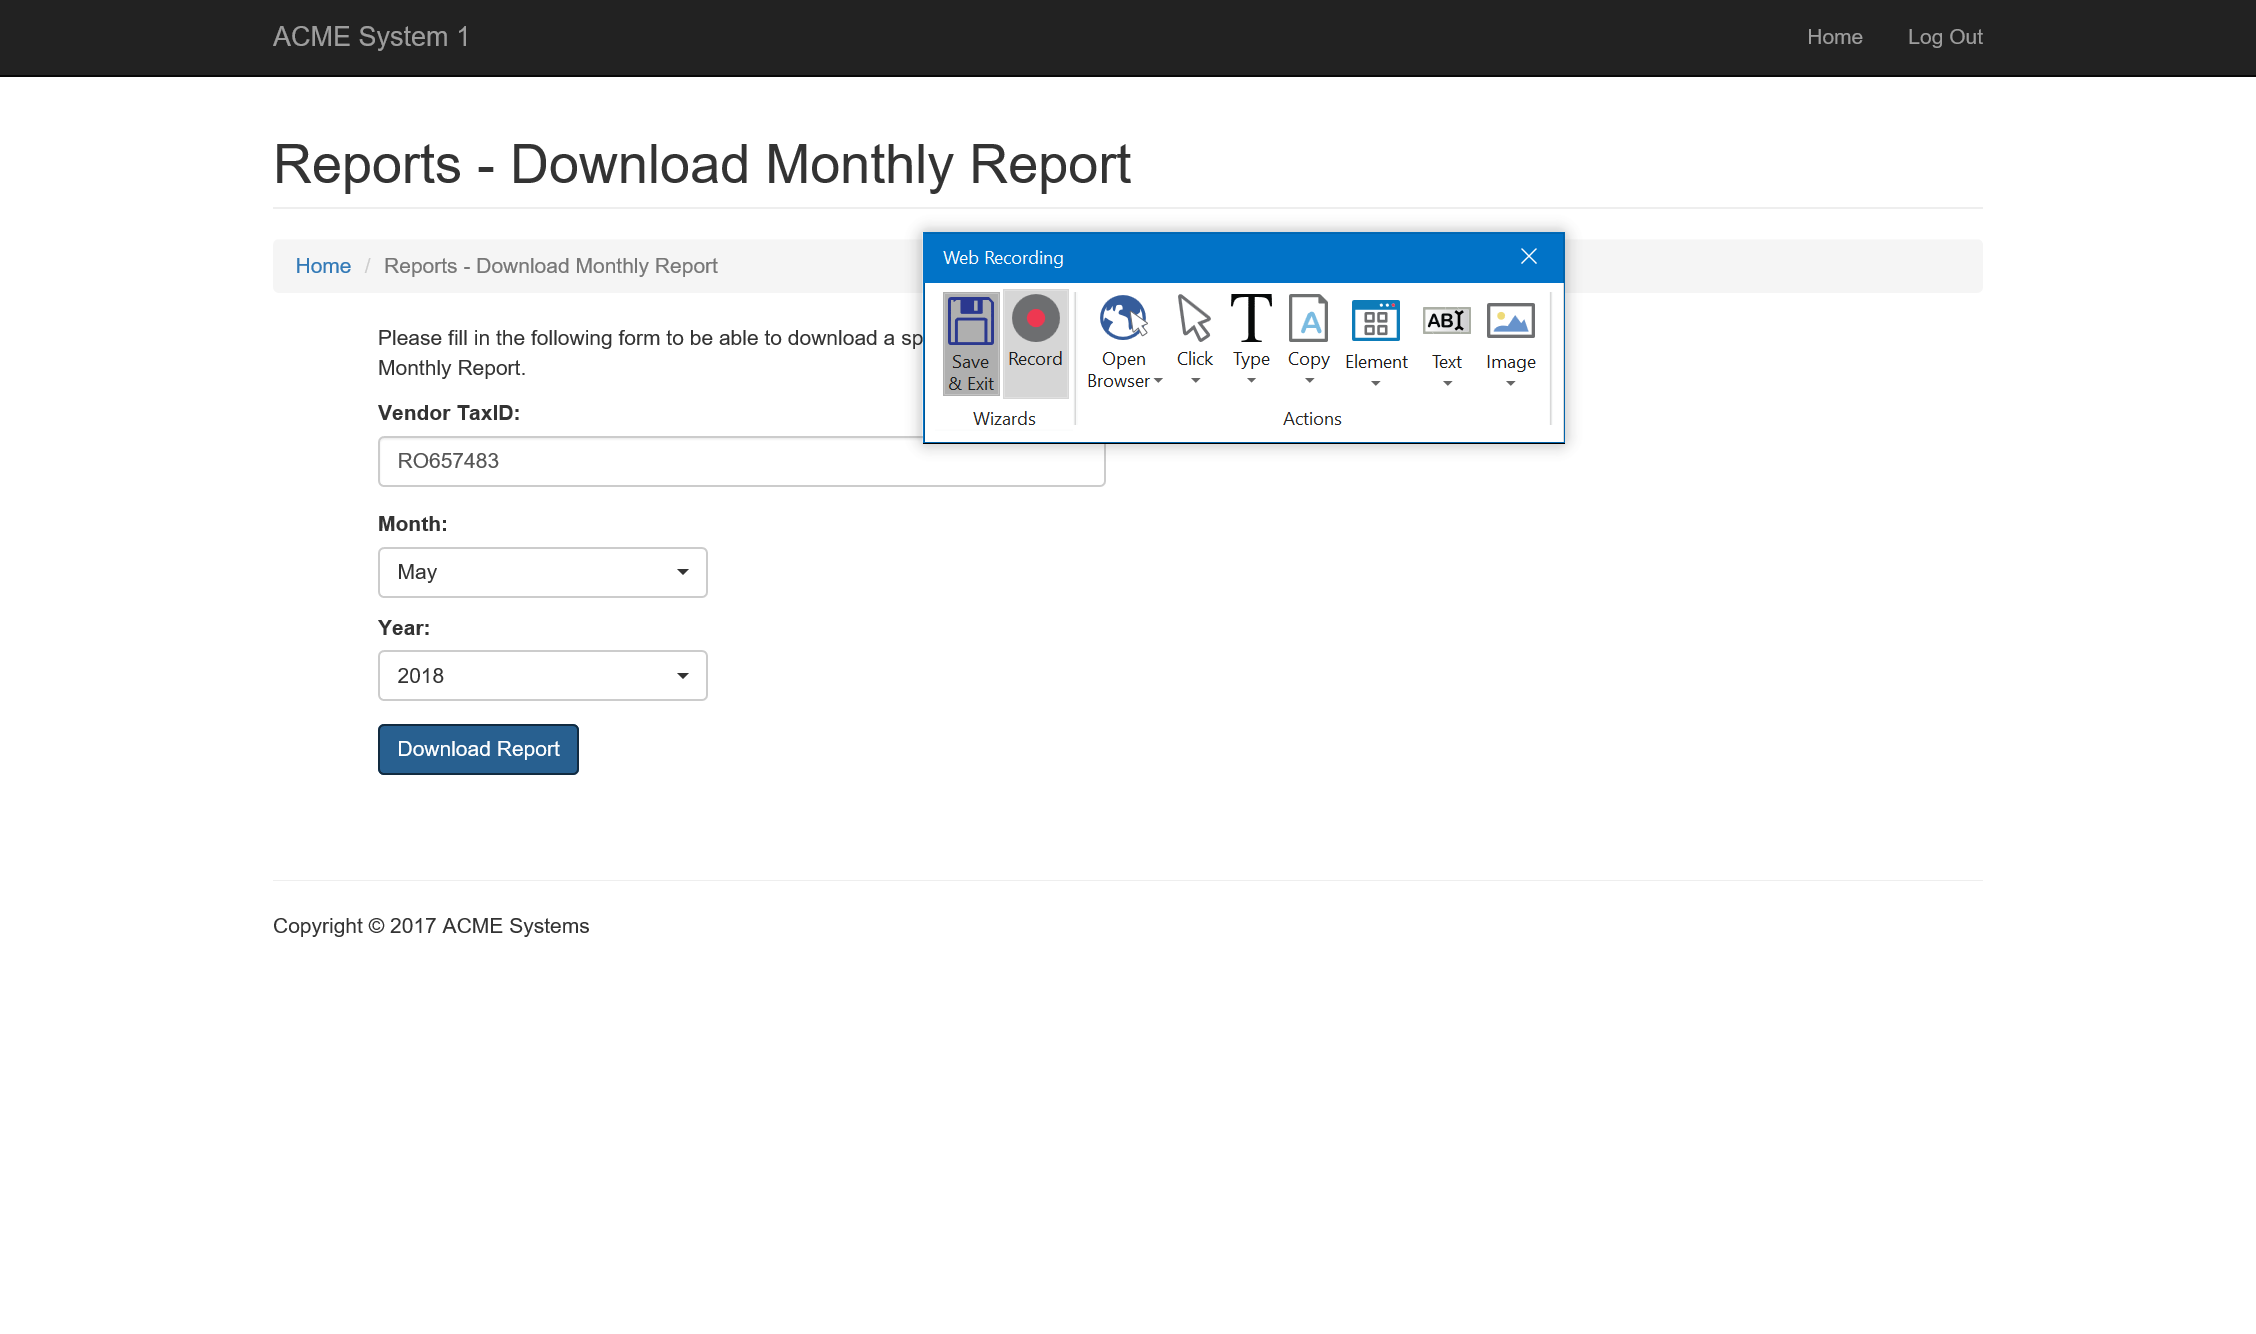 ACME System 1
Home
Log Out
Reports - Download Monthly Report
Home / Reports - Download Monthly Report
Web Recording
Save & Exit
Record
Open Browser
Click
Type
Copy
A
Element
ABI
Text
Image
Wizards
Actions
Please fill in the following form to be able to download a sp
Monthly Report.
Vendor TaxID:
RO657483
Month:
May
Year:
2018
Download Report
Copyright © 2017 ACME Systems